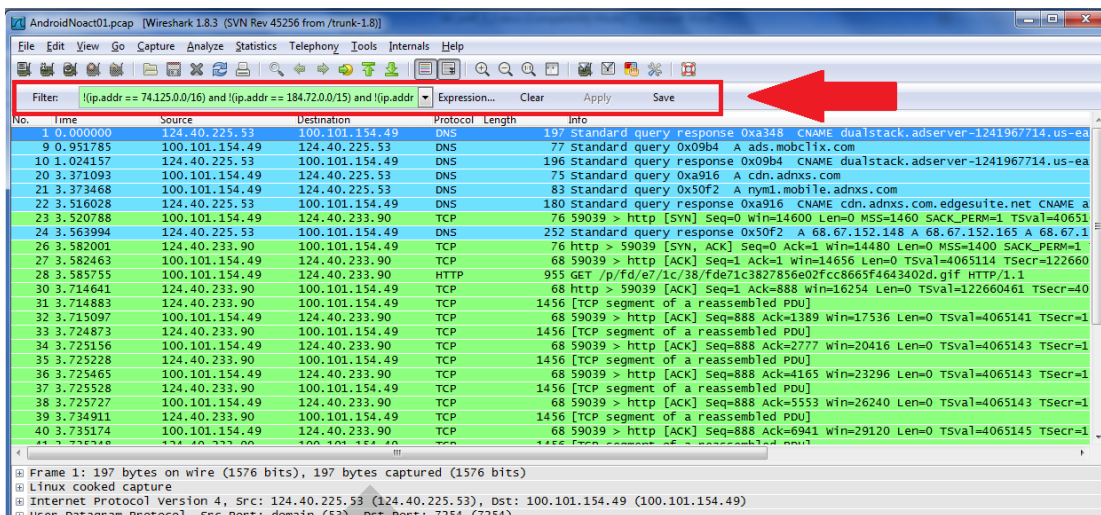 AndroidNoact01.pcap [Wireshark 1.8.3 (SVN Rev 45256 from /trunk-1.8)]
File Edit View Go Capture Analyze Statistics Telephony Tools Internals Help
Filter: !(ip.addr == 74.125.0.0/16) and !(ip.addr == 184.72.0.0/15) and !(ip.addr Expression... Clear Apply Save
No. Time Source Destination Protocol Length Info
1 0.000000 124.40.225.53 100.101.154.49 DNS 197 Standard query response 0xa348 CNAME dualstack.adserver-1241967714.us-ea
9 0.951785 100.101.154.49 124.40.225.53 DNS 77 Standard query 0x09b4 A ads.mobclix.com
10 1.024157 124.40.225.53 100.101.154.49 DNS 196 Standard query response 0x09b4 CNAME dualstack.adserver-1241967714.us-ea
20 3.371093 100.101.154.49 124.40.225.53 DNS 75 Standard query 0xa916 A cdn.adnxs.com
21 3.373468 100.101.154.49 124.40.225.53 DNS 83 Standard query 0x50f2 A nym1.mobile.adnxs.com
22 3.516028 124.40.225.53 100.101.154.49 DNS 180 Standard query response 0xa916 CNAME cdn.adnxs.com.edgesuite.net CNAME a
23 3.520788 100.101.154.49 124.40.233.90 TCP 76 59039 > http [SYN] Seq=0 Win=14600 Len=0 MSS=1460 SACK_PERM=1 TSval=40651
24 3.563994 124.40.225.53 100.101.154.49 DNS 252 Standard query response 0x50f2 A 68.67.152.148 A 68.67.152.165 A 68.67.1
26 3.582001 124.40.233.90 100.101.154.49 TCP 76 http > 59039 [SYN, ACK] Seq=0 Ack=1 Win=14480 Len=0 MSS=1400 SACK_PERM=1
27 3.582463 100.101.154.49 124.40.233.90 TCP 68 59039 > http [ACK] Seq=1 Ack=1 Win=14656 Len=0 TSval=4065114 TSecr=122660
28 3.585755 100.101.154.49 124.40.233.90 HTTP 955 GET /p/fd/e7/1c/38/fde71c3827856e02fcc8665f4643402d.gif HTTP/1.1
30 3.714641 124.40.233.90 100.101.154.49 TCP 68 http > 59039 [ACK] Seq=1 Ack=888 Win=16254 Len=0 TSval=122660461 TSecr=40
31 3.714883 124.40.233.90 100.101.154.49 TCP 1456 [TCP segment of a reassembled PDU]
32 3.715097 100.101.154.49 124.40.233.90 TCP 68 59039 > http [ACK] Seq=888 Ack=1389 Win=17536 Len=0 TSval=4065141 TSecr=1
33 3.724873 124.40.233.90 100.101.154.49 TCP 1456 [TCP segment of a reassembled PDU]
34 3.725156 100.101.154.49 124.40.233.90 TCP 68 59039 > http [ACK] Seq=888 Ack=2777 Win=20416 Len=0 TSval=4065143 TSecr=1
35 3.725228 124.40.233.90 100.101.154.49 TCP 1456 [TCP segment of a reassembled PDU]
36 3.725465 100.101.154.49 124.40.233.90 TCP 68 59039 > http [ACK] Seq=888 Ack=4165 Win=23296 Len=0 TSval=4065143 TSecr=1
37 3.725528 124.40.233.90 100.101.154.49 TCP 1456 [TCP segment of a reassembled PDU]
38 3.725727 100.101.154.49 124.40.233.90 TCP 68 59039 > http [ACK] Seq=888 Ack=5553 Win=26240 Len=0 TSval=4065143 TSecr=1
39 3.734911 124.40.233.90 100.101.154.49 TCP 1456 [TCP segment of a reassembled PDU]
40 3.735174 100.101.154.49 124.40.233.90 TCP 68 59039 > http [ACK] Seq=888 Ack=6941 Win=29120 Len=0 TSval=4065145 TSecr=1
Frame 1: 197 bytes on wire (1576 bits), 197 bytes captured (1576 bits)
Linux cooked capture
Internet Protocol Version 4, Src: 124.40.225.53 (124.40.225.53), Dst: 100.101.154.49 (100.101.154.49)
User Datagram Protocol, Src Port: domain (53), Dst Port: 7254 (7254)